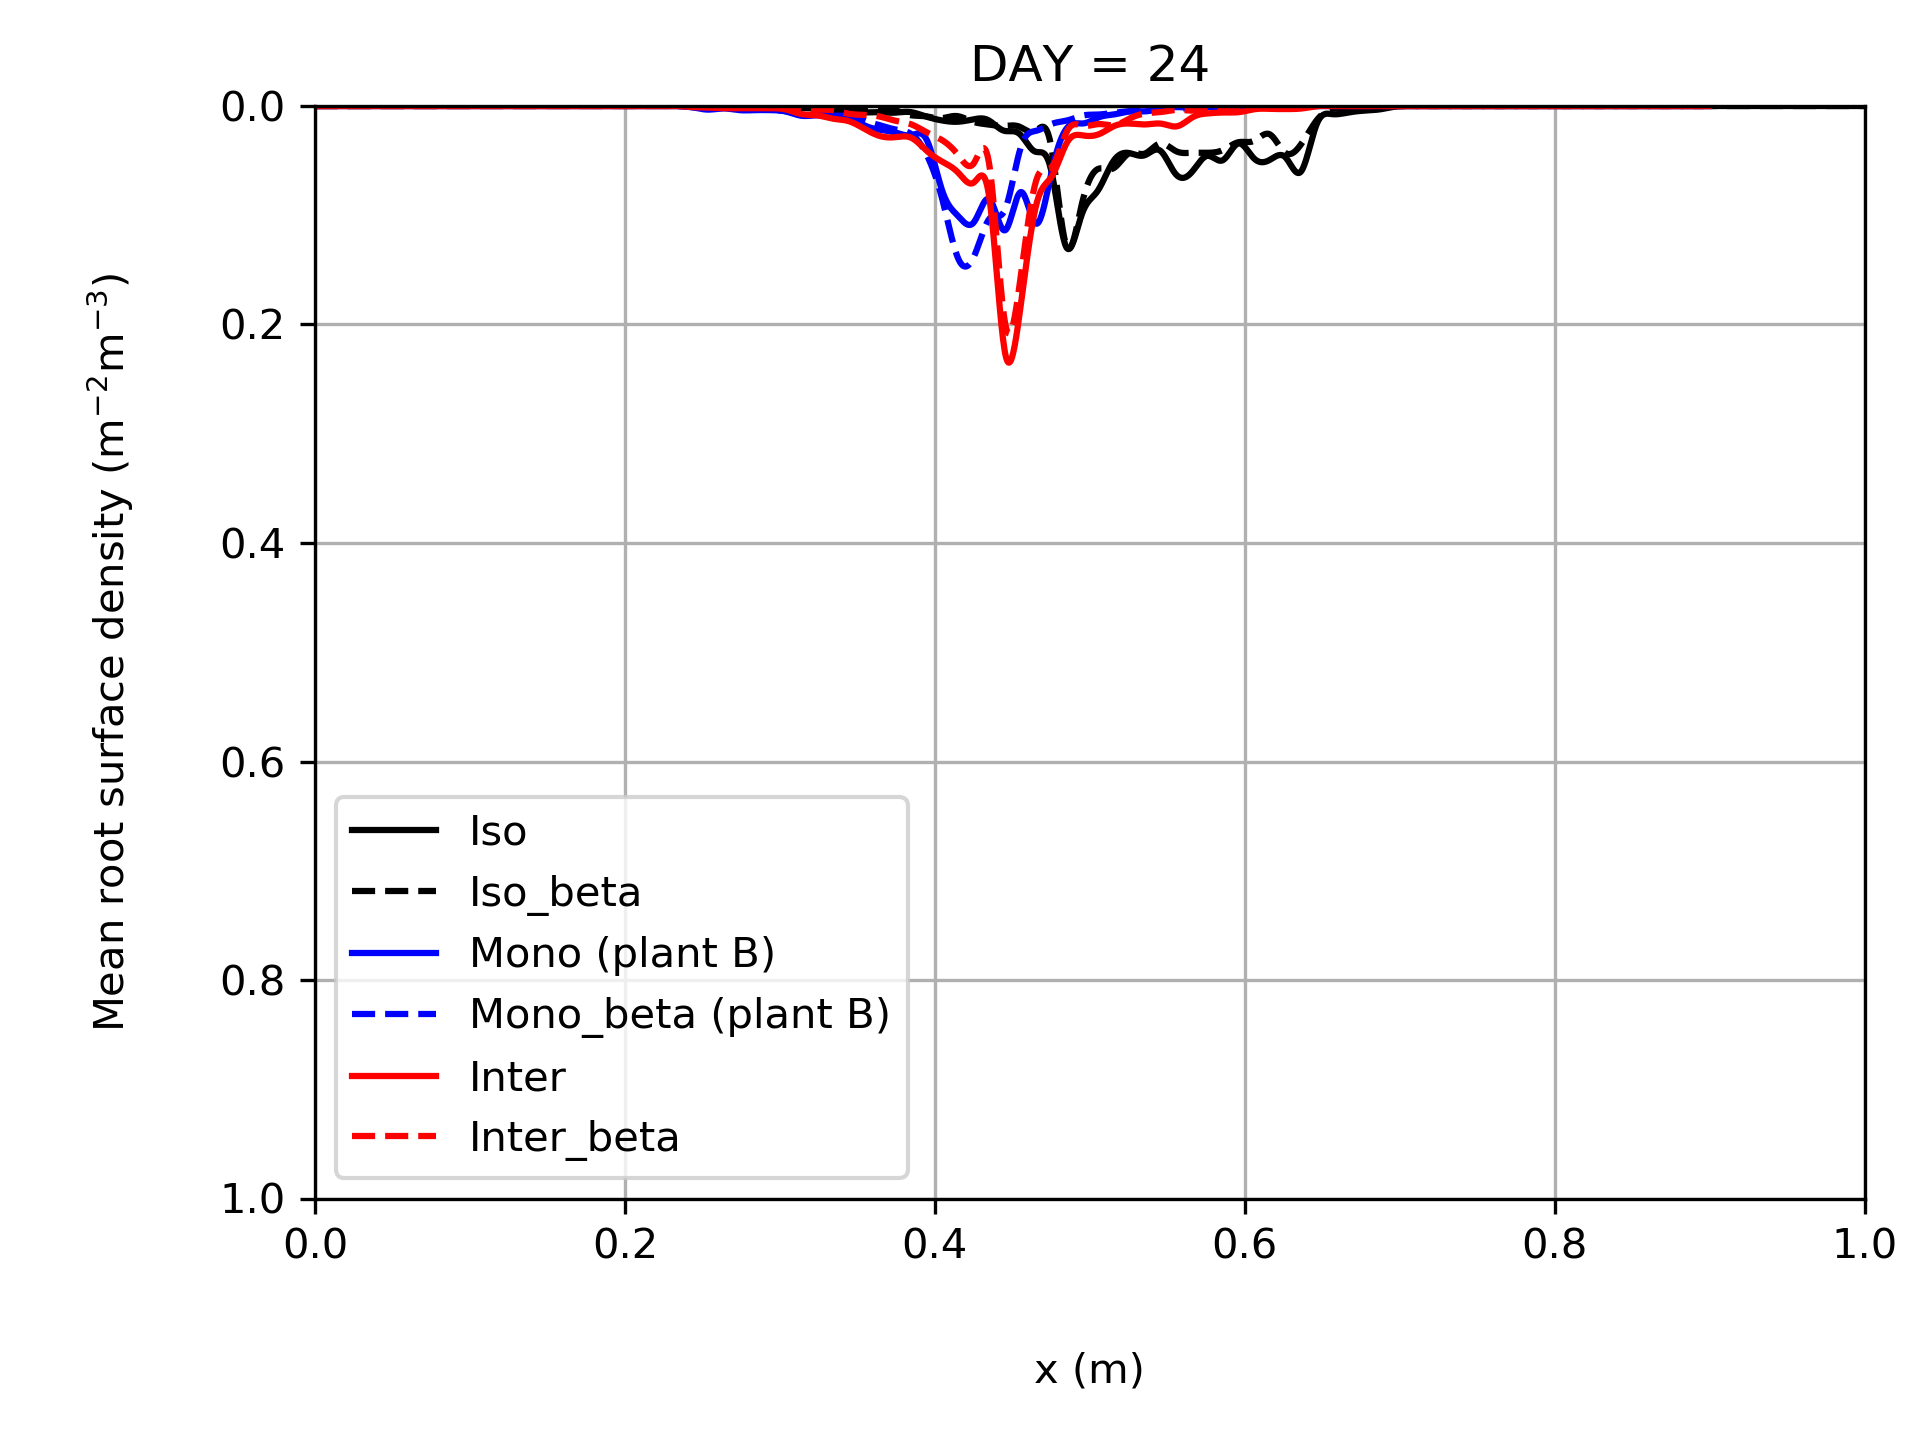 DAY = 24
Mean root surface density (m⁻²m⁻³)
0.0
0.2
0.4
0.6
0.8
1.0
Iso
Iso_beta
Mono (plant B)
Mono_beta (plant B)
Inter
Inter_beta
0.0 0.2 0.4 0.6 0.8 1.0
x (m)